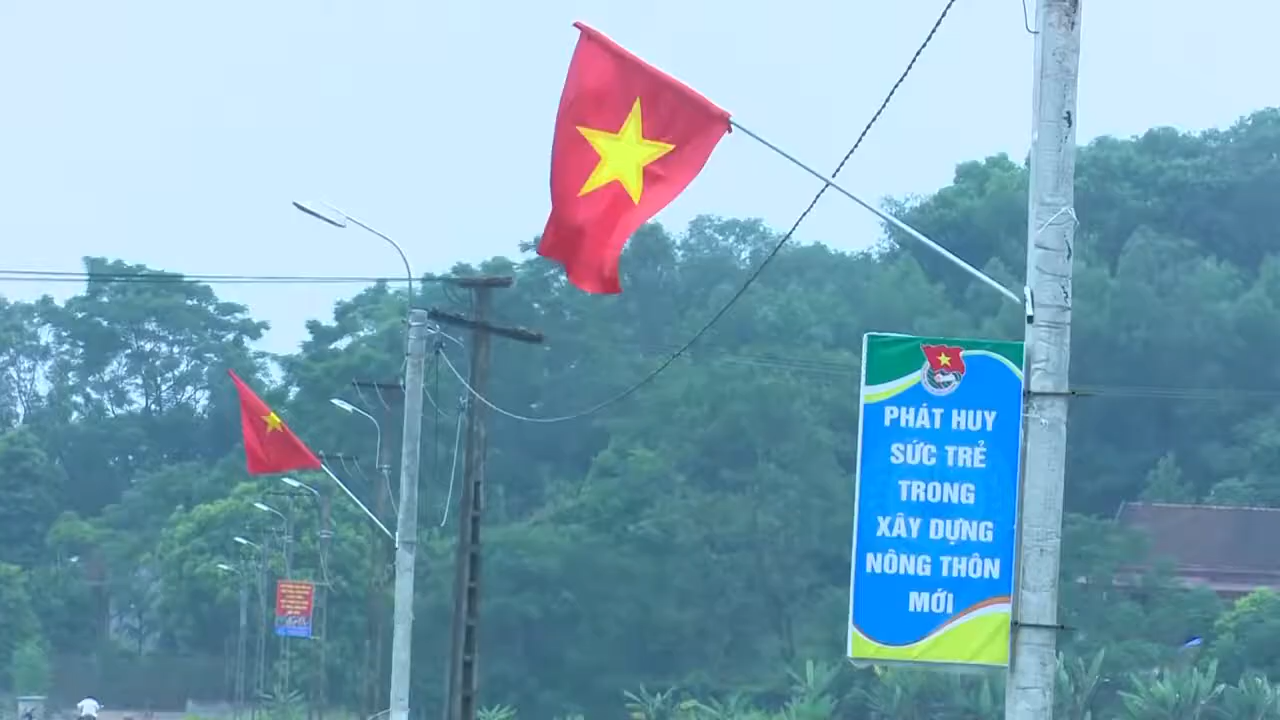 PHÁT HUY
SỨC TRẺ
TRONG
XÂY DỰNG
NÔNG THÔN
MỚI